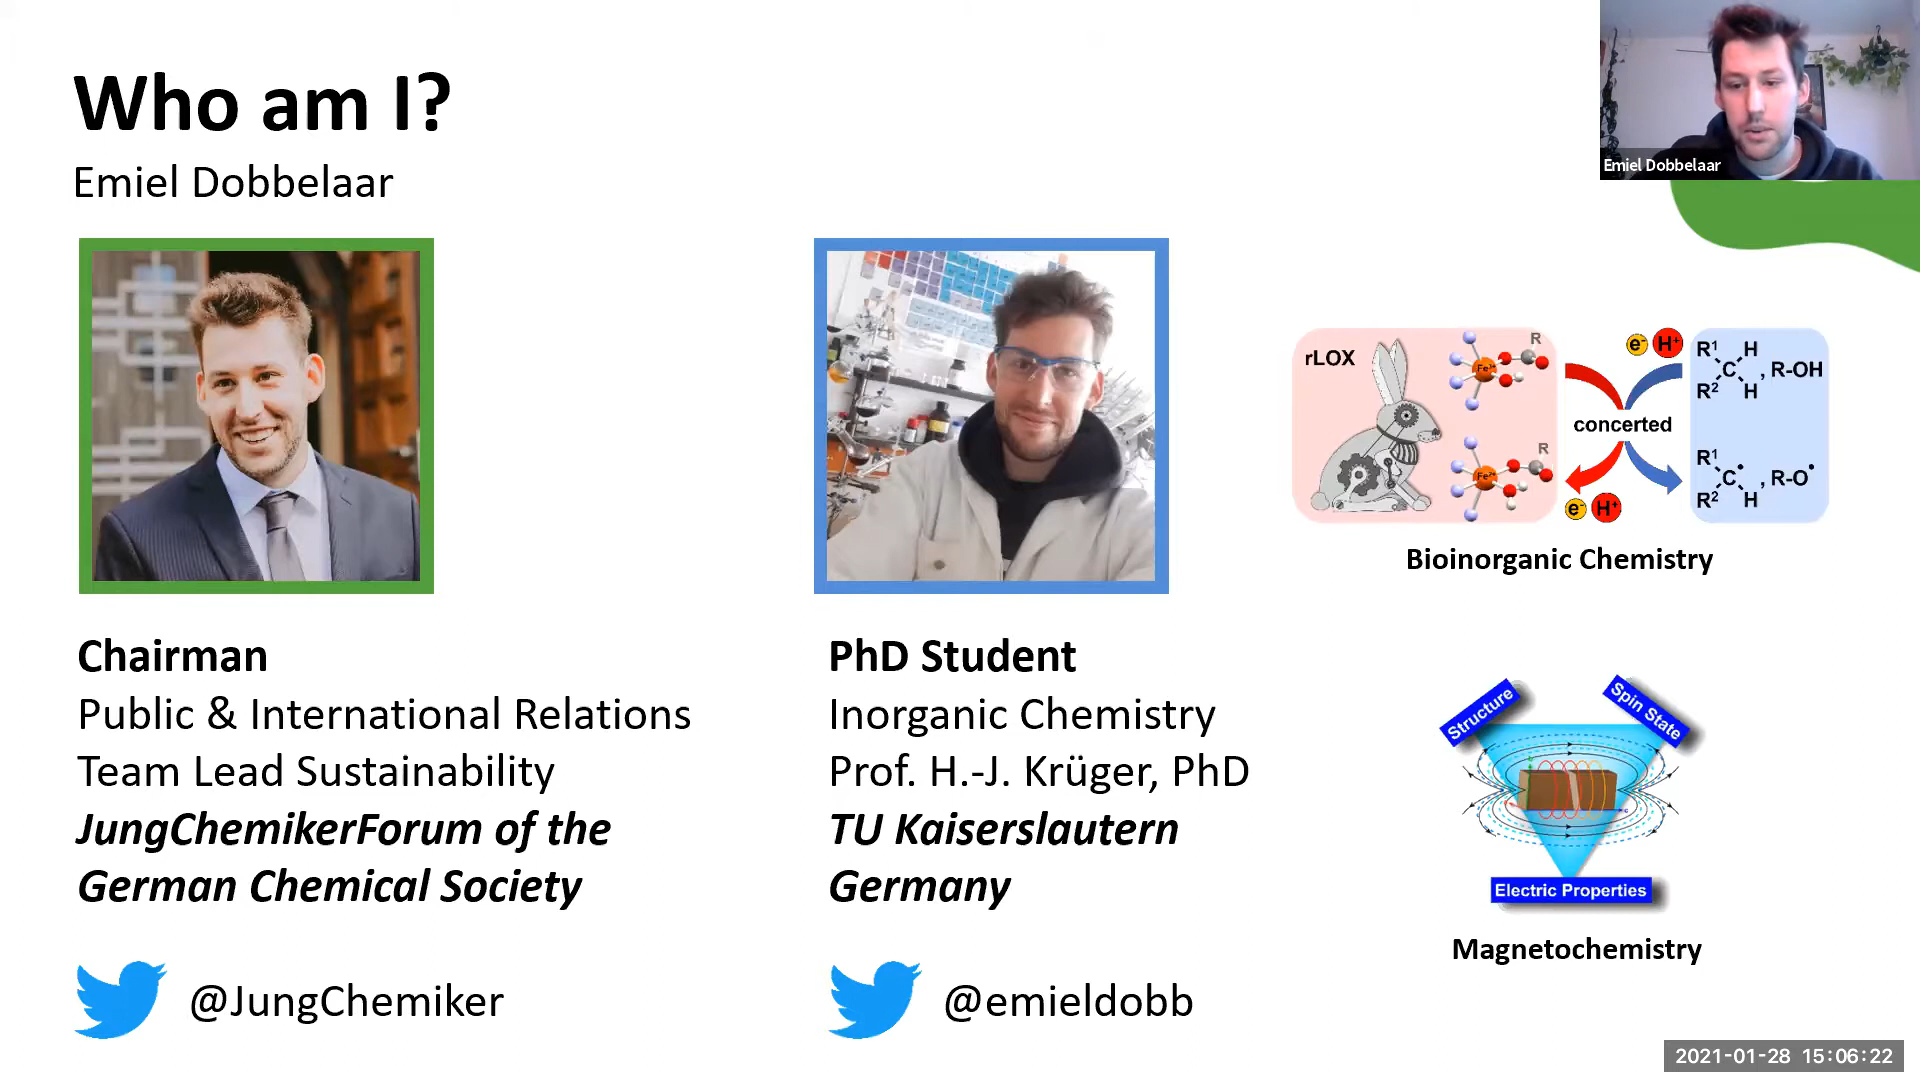 Who am I?
Emiel Dobbelaar
Emiel Dobbelaar
Chairman
Public & International Relations
Team Lead Sustainability
JungChemikerForum of the
German Chemical Society
@JungChemiker
PhD Student
Inorganic Chemistry
Prof. H.-J. Krüger, PhD
TU Kaiserslautern
Germany
@emieldobb
rLOX
R
Fe³⁺
R
Fe²⁺
e⁻ H⁺
concerted
e⁻ H⁺
R¹ H
C , R-OH
R² H
R¹
C• , R-O•
R² H
Bioinorganic Chemistry
Structure
Spin State
Electric Properties
Magnetochemistry
2021-01-28 15:06:22